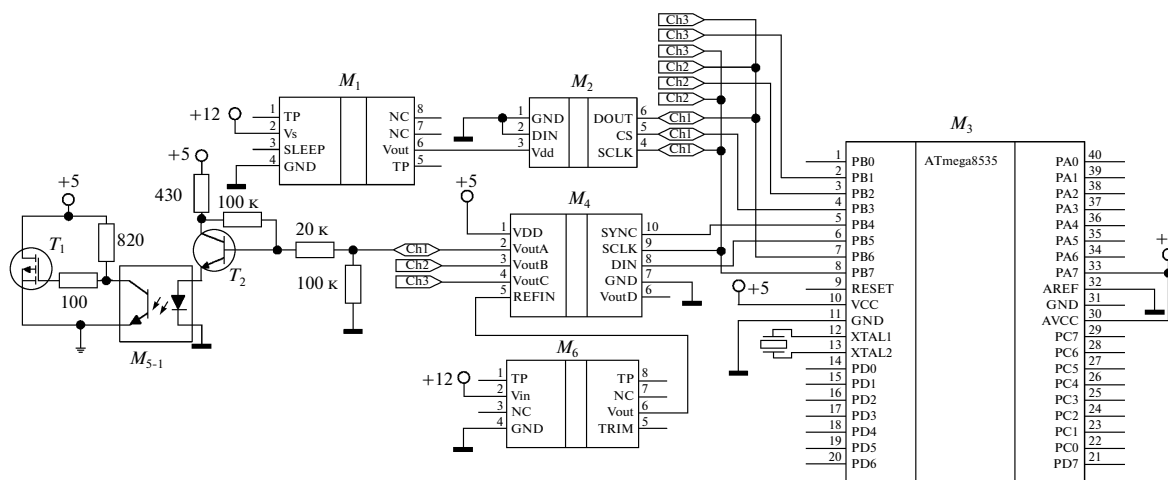 Ch3
Ch3
Ch3
Ch2
Ch2
Ch2
M1
+12
1 TP
2 Vs
3 SLEEP
4 GND
NC 8
NC 7
Vout 6
TP 5
M2
1 GND
2 DIN
3 Vdd
DOUT 6
CS 5
SCLK 4
Ch1
Ch1
Ch1
M3
ATmega8535
1 PB0
2 PB1
3 PB2
4 PB3
5 PB4
6 PB5
7 PB6
8 PB7
9 RESET
10 VCC
11 GND
12 XTAL1
13 XTAL2
14 PD0
15 PD1
16 PD2
17 PD3
18 PD4
19 PD5
20 PD6
PA0 40
PA1 39
PA2 38
PA3 37
PA4 36
PA5 35
PA6 34
PA7 33
AREF 32
GND 31
AVCC 30
PC7 29
PC6 28
PC5 27
PC4 26
PC3 25
PC2 24
PC1 23
PC0 22
PD7 21
+
+5
+5
430
100 к
+5
T1
820
100
M5-1
T2
20 к
100 к
Ch1
Ch2
Ch3
+5
M4
1 VDD
2 VoutA
3 VoutB
4 VoutC
5 REFIN
SYNC 10
SCLK 9
DIN 8
GND 7
VoutD 6
M6
+12
1 TP
2 Vin
3 NC
4 GND
TP 8
NC 7
Vout 6
TRIM 5